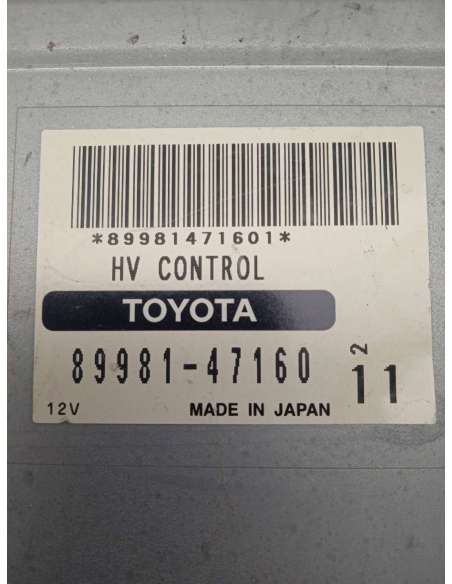 *89981471601*
HV CONTROL
TOYOTA
89981-47160
2
11
12V
MADE IN JAPAN